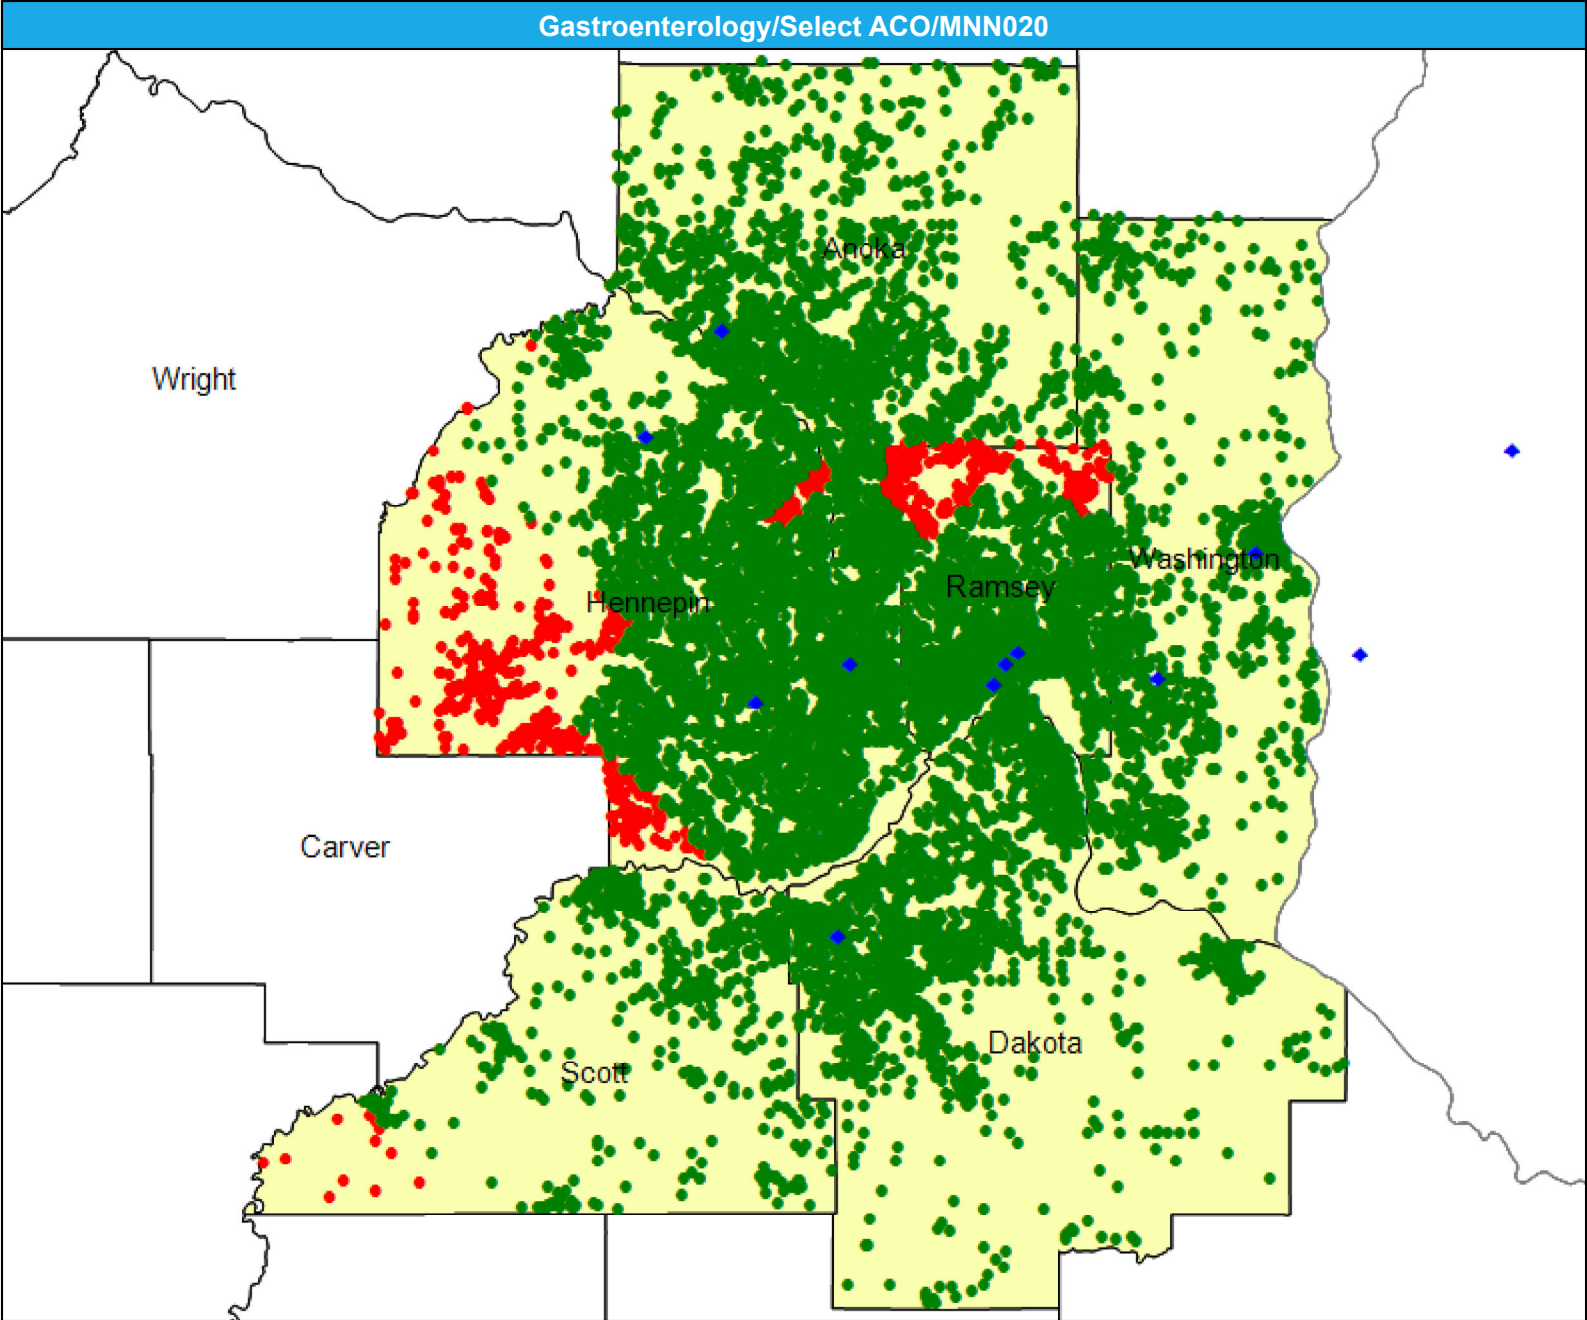 Gastroenterology/Select ACO/MNN020
Anoka
Wright
Washington
Ramsey
Hennepin
Carver
Dakota
Scott